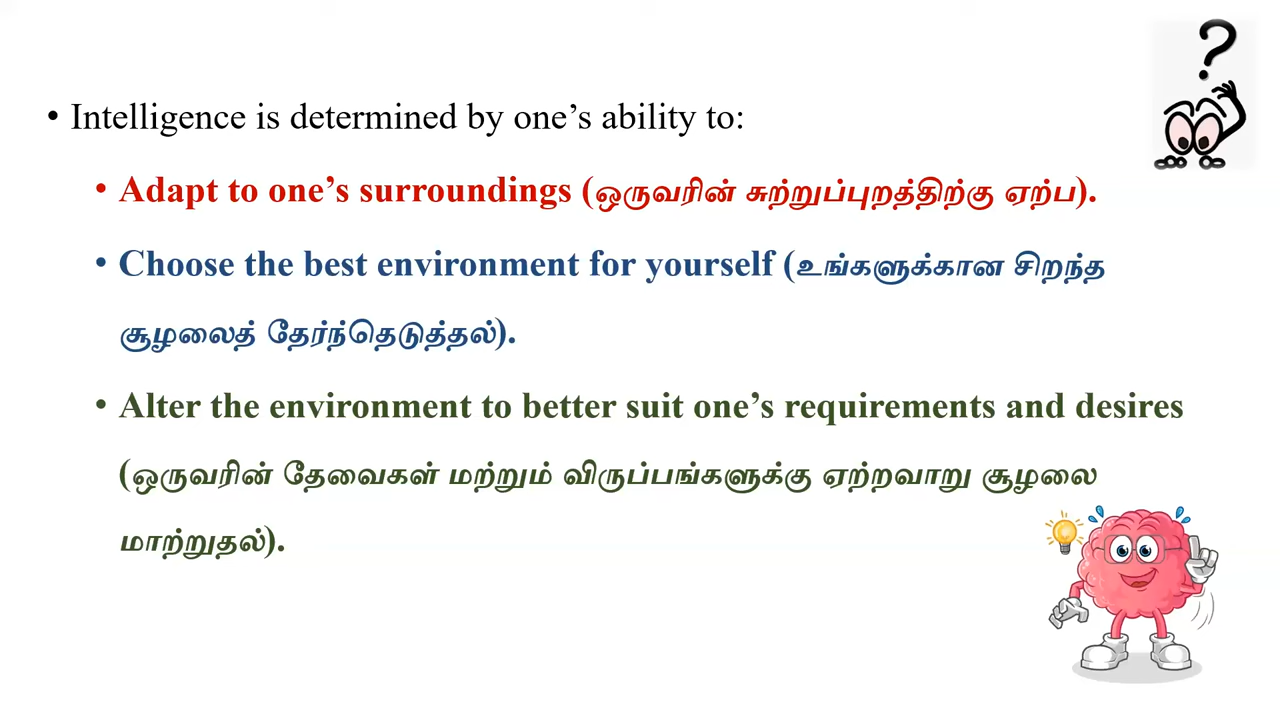 • Intelligence is determined by one’s ability to:
• Adapt to one’s surroundings (ஒருவரின் சுற்றுப்புறத்திற்கு ஏற்ப).
• Choose the best environment for yourself (உங்களுக்கான சிறந்த
சூழலைத் தேர்ந்தெடுத்தல்).
• Alter the environment to better suit one’s requirements and desires
(ஒருவரின் தேவைகள் மற்றும் விருப்பங்களுக்கு ஏற்றவாறு சூழலை
மாற்றுதல்).
?